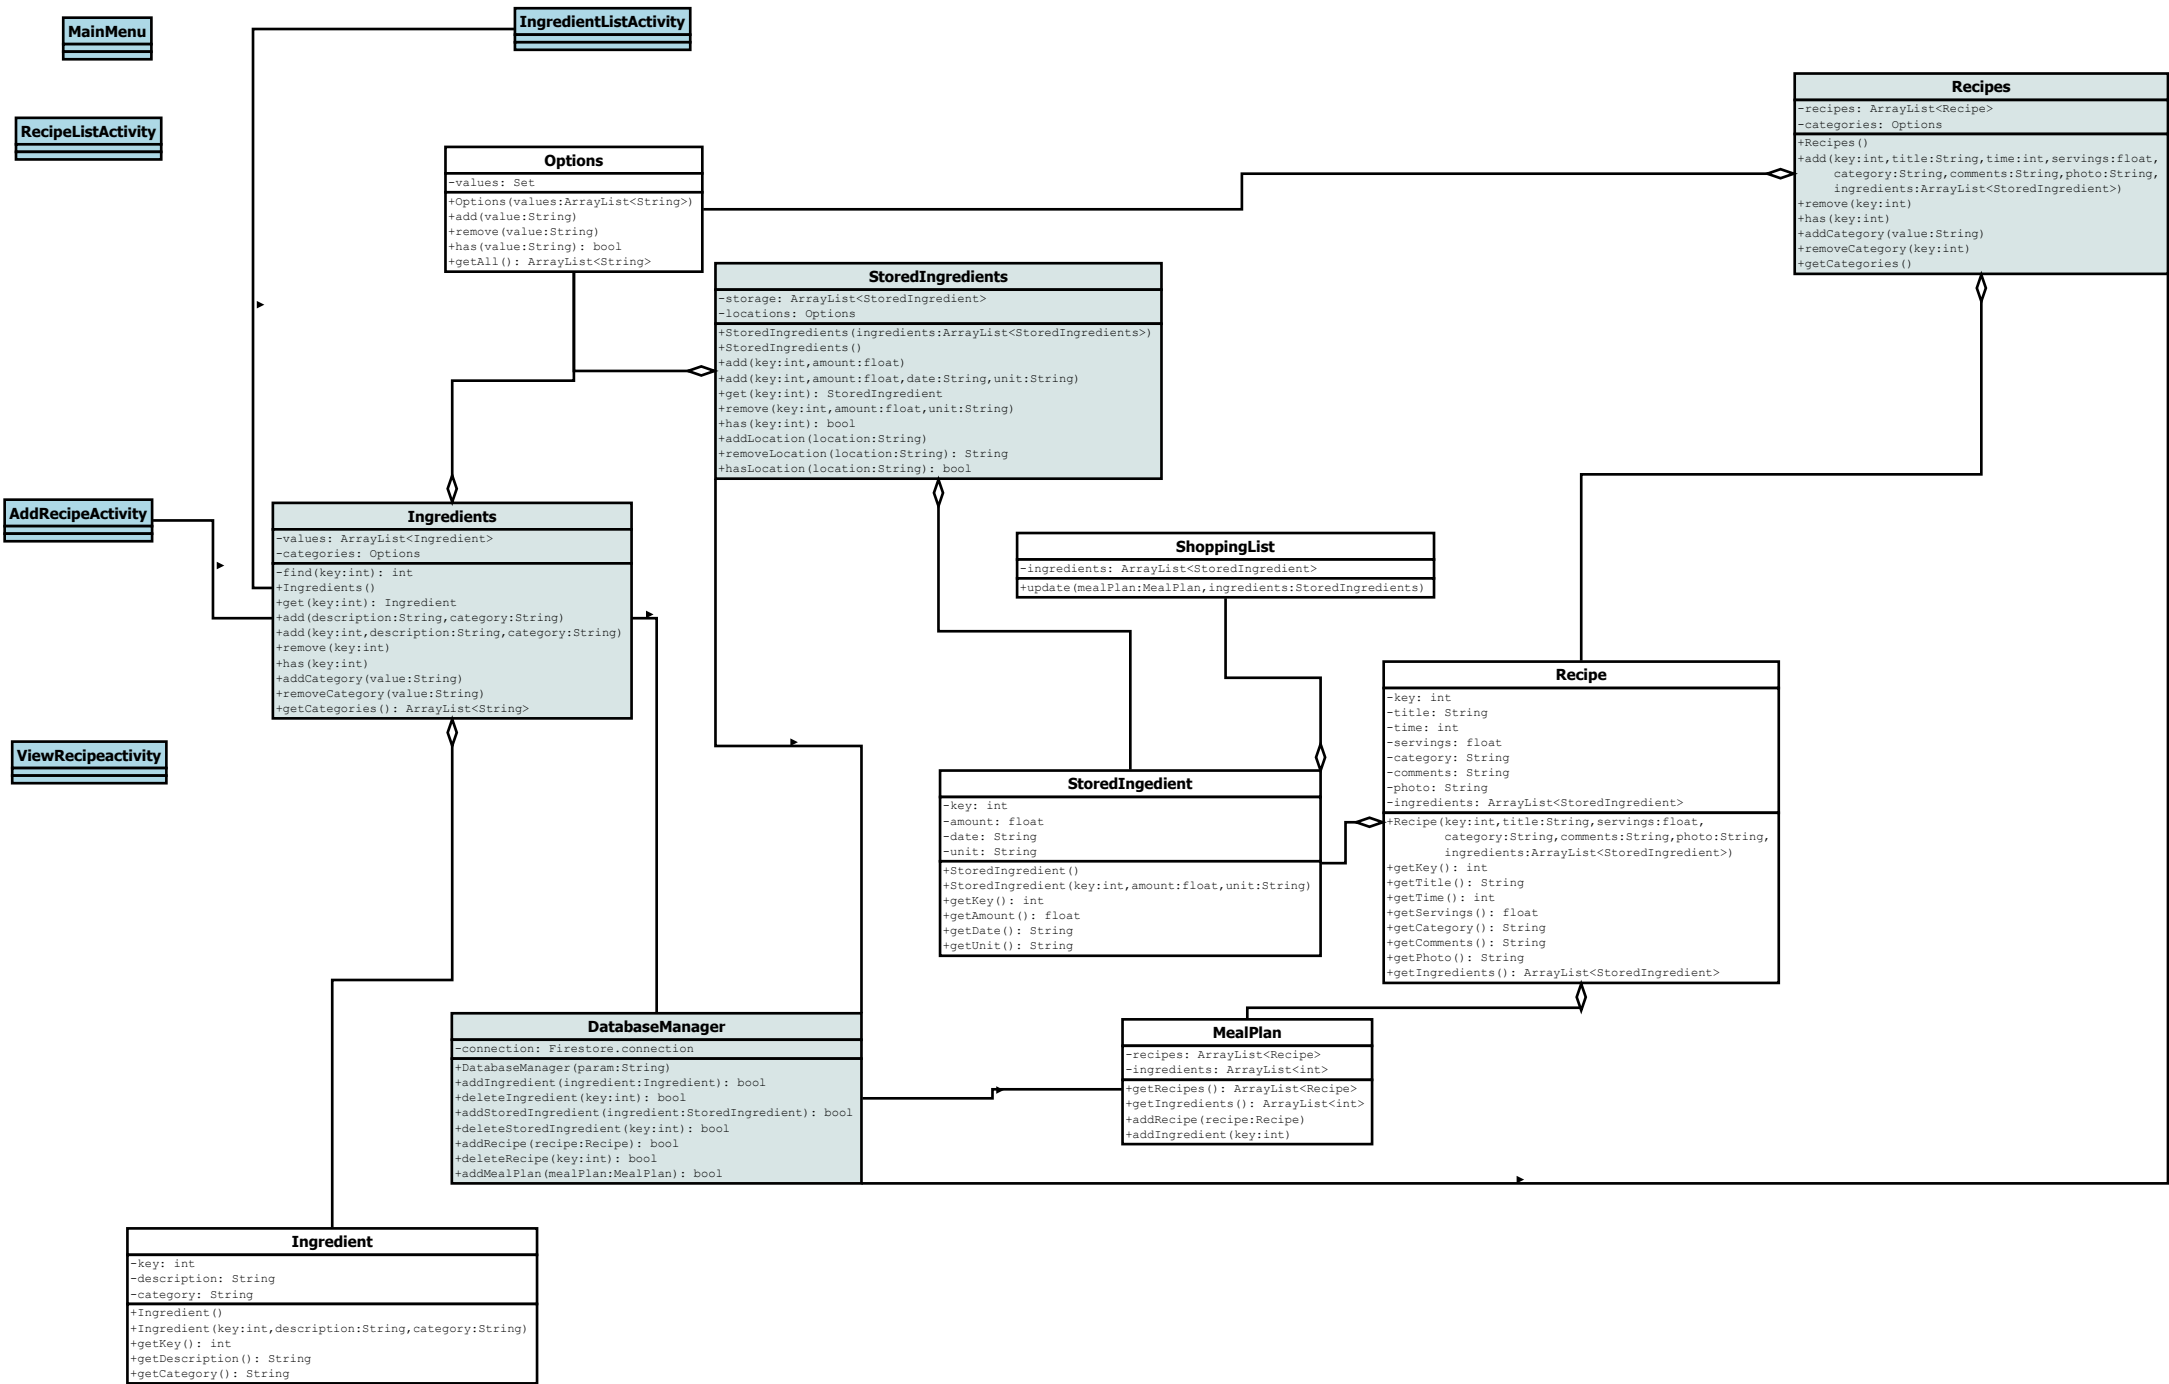 MainMenu
IngredientListActivity
RecipeListActivity
Recipes
-recipes: ArrayList<Recipe>
-categories: Options
+Recipes()
+add(key:int,title:String,time:int,servings:float,
category:String,comments:String,photo:String,
ingredients:ArrayList<StoredIngredient>)
+remove(key:int)
+has(key:int)
+addCategory(value:String)
+removeCategory(key:int)
+getCategories()
Options
-values: Set
+Options(values:ArrayList<String>)
+add(value:String)
+remove(value:String)
+has(value:String): bool
+getAll(): ArrayList<String>
StoredIngredients
-storage: ArrayList<StoredIngredient>
-locations: Options
+StoredIngredients(ingredients:ArrayList<StoredIngredients>)
+StoredIngredients()
+add(key:int,amount:float)
+add(key:int,amount:float,date:String,unit:String)
+get(key:int): StoredIngredient
+remove(key:int,amount:float,unit:String)
+has(key:int): bool
+addLocation(location:String)
+removeLocation(location:String): String
+hasLocation(location:String): bool
AddRecipeActivity
Ingredients
-values: ArrayList<Ingredient>
-categories: Options
-find(key:int): int
+Ingredients()
+get(key:int): Ingredient
+add(description:String,category:String)
+add(key:int,description:String,category:String)
+remove(key:int)
+has(key:int)
+addCategory(value:String)
+removeCategory(value:String)
+getCategories(): ArrayList<String>
ShoppingList
-ingredients: ArrayList<StoredIngredient>
+update(mealPlan:MealPlan,ingredients:StoredIngredients)
Recipe
-key: int
-title: String
-time: int
-servings: float
-category: String
-comments: String
-photo: String
-ingredients: ArrayList<StoredIngredient>
+Recipe(key:int,title:String,servings:float,
category:String,comments:String,photo:String,
ingredients:ArrayList<StoredIngredient>)
+getKey(): int
+getTitle(): String
+getTime(): int
+getServings(): float
+getCategory(): String
+getComments(): String
+getPhoto(): String
+getIngredients(): ArrayList<StoredIngredient>
ViewRecipeactivity
StoredIngedient
-key: int
-amount: float
-date: String
-unit: String
+StoredIngredient()
+StoredIngredient(key:int,amount:float,unit:String)
+getKey(): int
+getAmount(): float
+getDate(): String
+getUnit(): String
DatabaseManager
-connection: Firestore.connection
+DatabaseManager(param:String)
+addIngredient(ingredient:Ingredient): bool
+deleteIngredient(key:int): bool
+addStoredIngredient(ingredient:StoredIngredient): bool
+deleteStoredIngredient(key:int): bool
+addRecipe(recipe:Recipe): bool
+deleteRecipe(key:int): bool
+addMealPlan(mealPlan:MealPlan): bool
MealPlan
-recipes: ArrayList<Recipe>
-ingredients: ArrayList<int>
+getRecipes(): ArrayList<Recipe>
+getIngredients(): ArrayList<int>
+addRecipe(recipe:Recipe)
+addIngredient(key:int)
Ingredient
-key: int
-description: String
-category: String
+Ingredient()
+Ingredient(key:int,description:String,category:String)
+getKey(): int
+getDescription(): String
+getCategory(): String